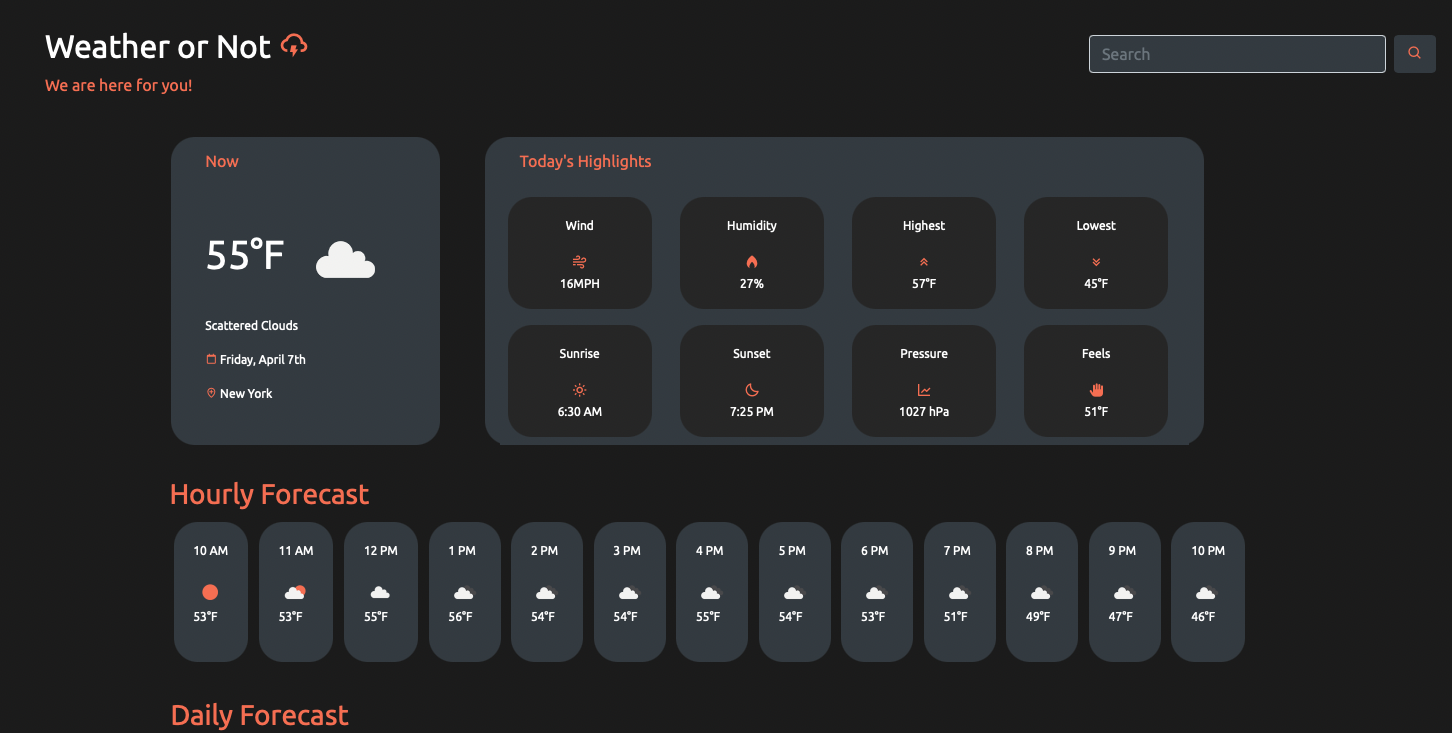 Weather or Not
We are here for you!
Search
Now
55°F
Scattered Clouds
Friday, April 7th
New York
Today's Highlights
Wind
16MPH
Humidity
27%
Highest
57°F
Lowest
45°F
Sunrise
6:30 AM
Sunset
7:25 PM
Pressure
1027 hPa
Feels
51°F
Hourly Forecast
10 AM
53°F
11 AM
53°F
12 PM
55°F
1 PM
56°F
2 PM
54°F
3 PM
54°F
4 PM
55°F
5 PM
54°F
6 PM
53°F
7 PM
51°F
8 PM
49°F
9 PM
47°F
10 PM
46°F
Daily Forecast